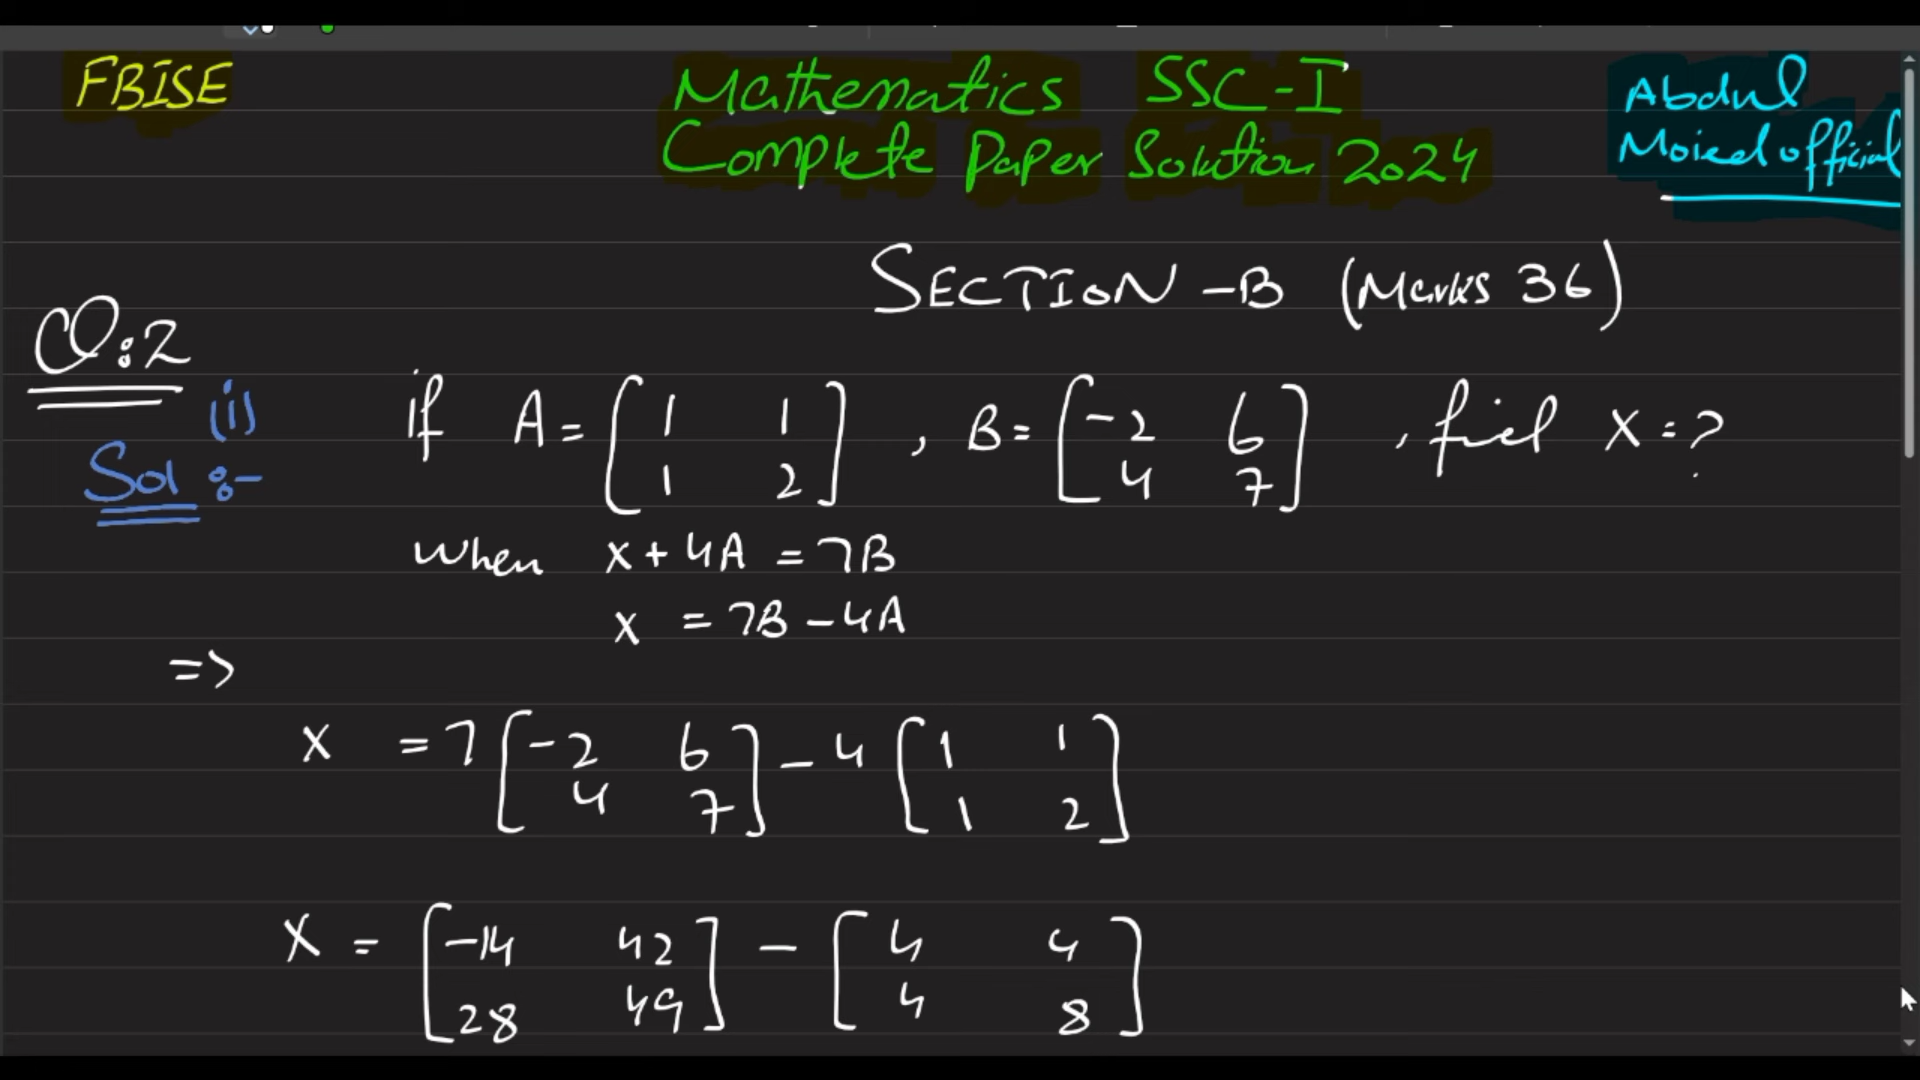 FBISE
Mathematics SSC-I
Complete Paper Solution 2024
Abdul
Moied official
SECTION -B (Marks 36)
Q:2
(i) if A = [ 1 1 ] , B = [ -2 6 ] , find X = ?
[ 1 2 ] [ 4 7 ]
Sol :-
when x + 4A = 7B
x = 7B - 4A
=>
X = 7 [ -2 6 ] - 4 [ 1 1 ]
[ 4 7 ] [ 1 2 ]
X = [ -14 42 ] - [ 4 4 ]
[ 28 49 ] [ 4 8 ]